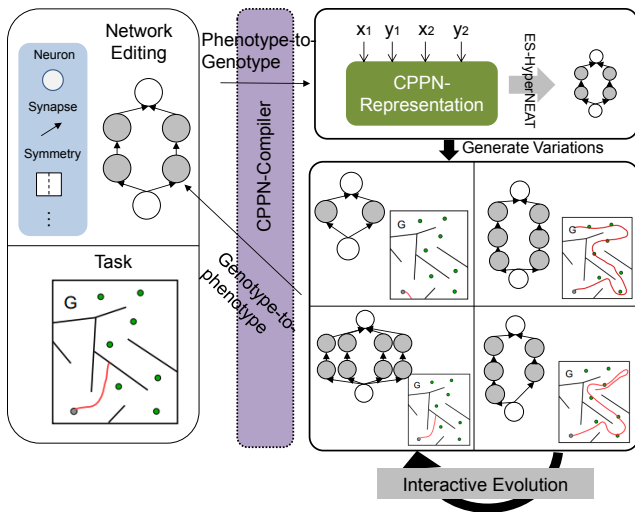 Neuron
Synapse
Symmetry
⋮
Network
Editing
Task
G
Phenotype-to-
Genotype
CPPN-Compiler
Genotype-to-
phenotype
x1 y1 x2 y2
CPPN-
Representation
ES-HyperNEAT
Generate Variations
G
G
G
G
Interactive Evolution